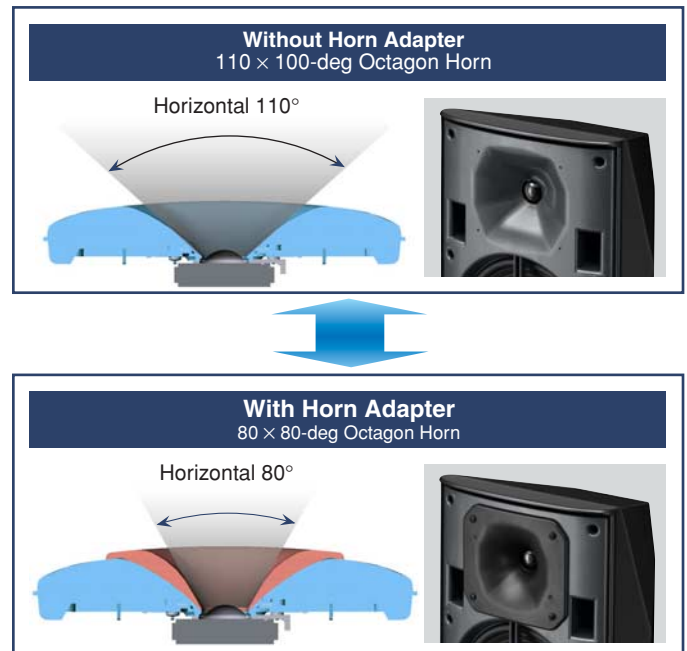 Without Horn Adapter
110 × 100-deg Octagon Horn
Horizontal 110°
With Horn Adapter
80 × 80-deg Octagon Horn
Horizontal 80°